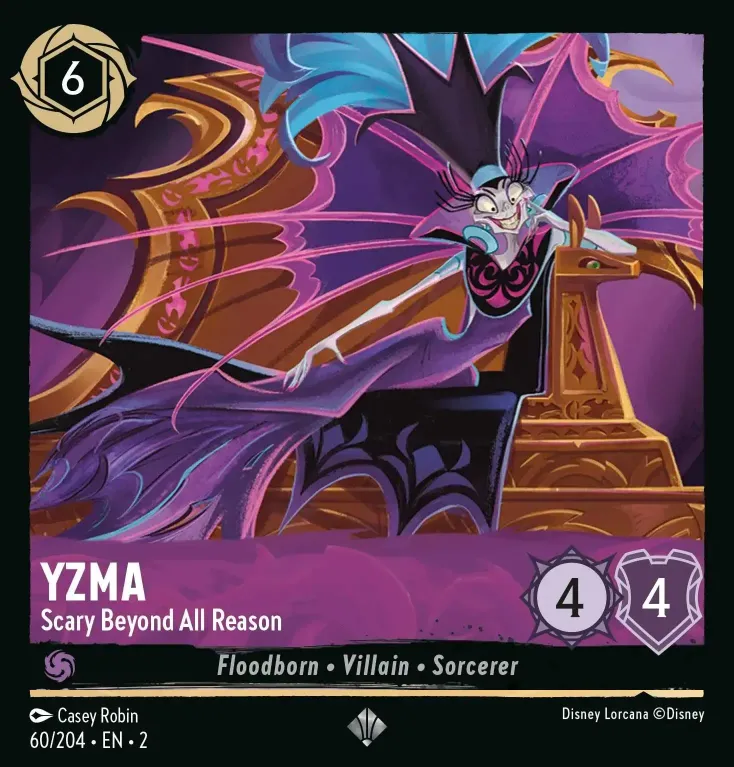 6
YZMA
Scary Beyond All Reason
4
4
Floodborn • Villain • Sorcerer
Casey Robin
Disney Lorcana ©Disney
60/204 • EN • 2